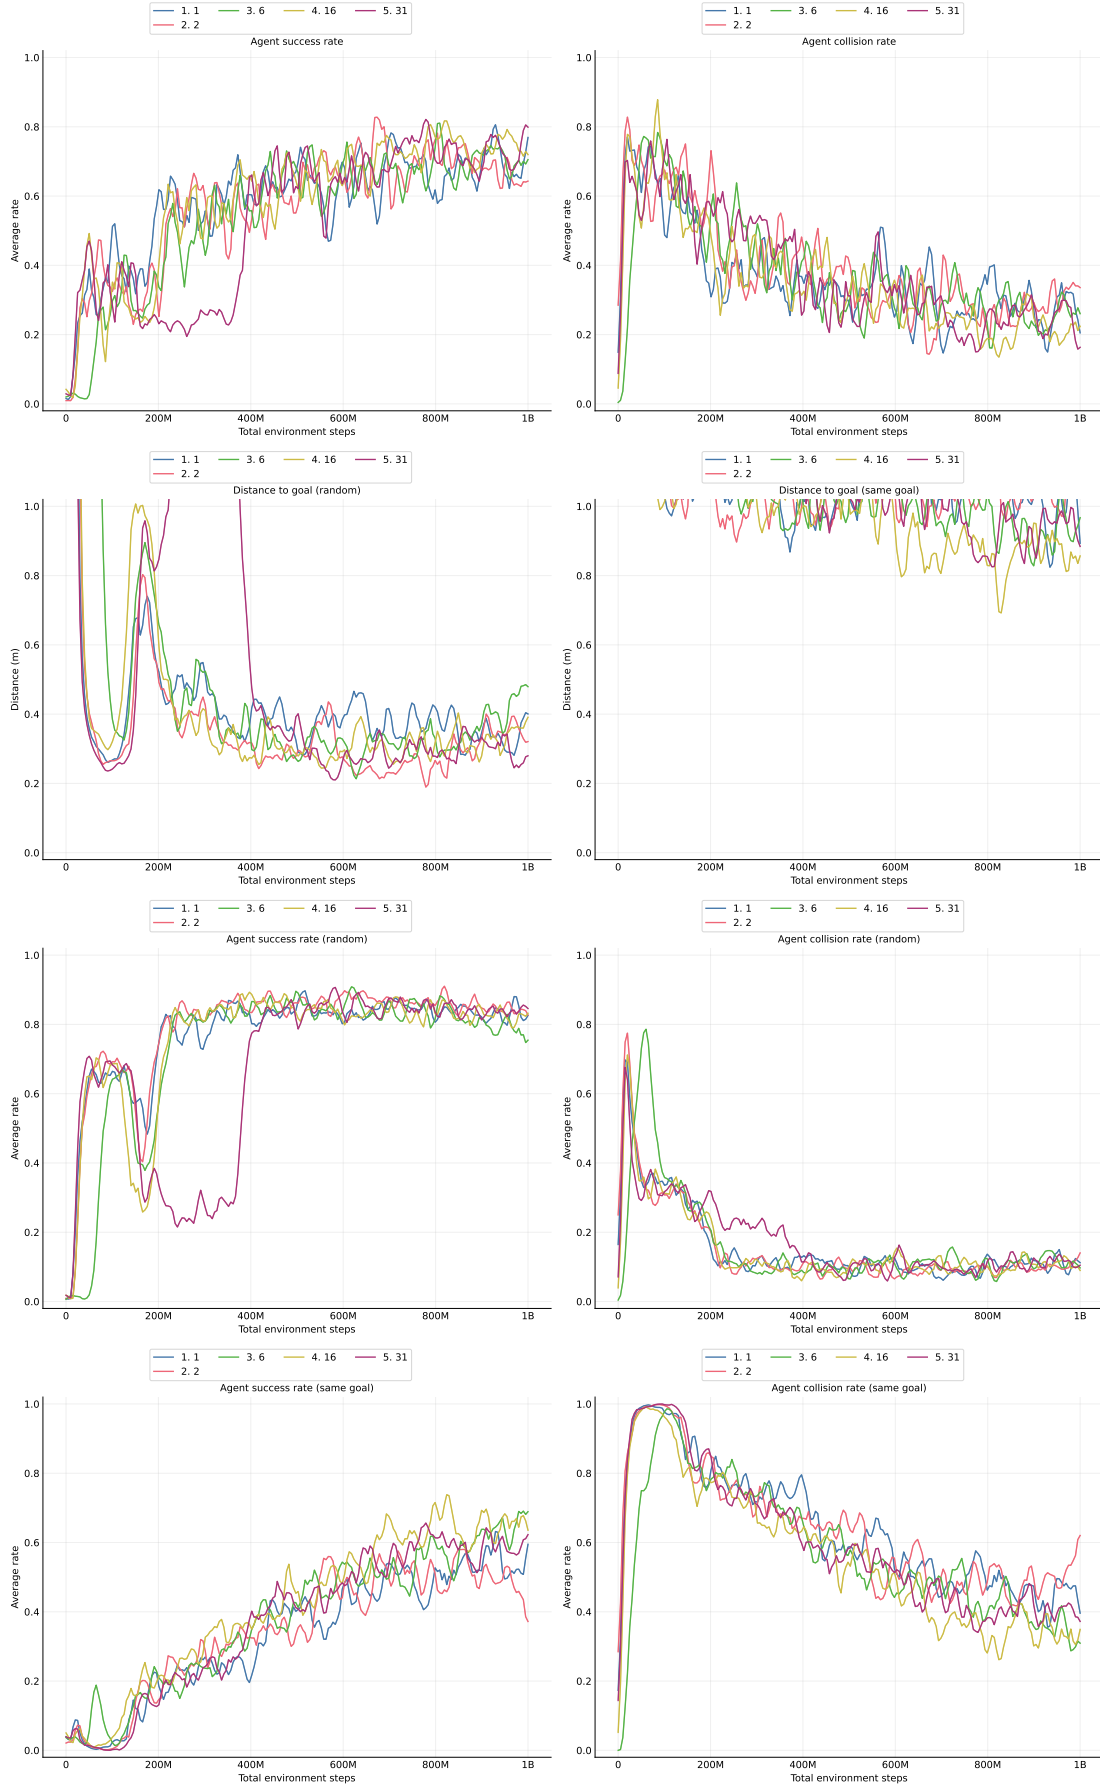 1. 1 3. 6 4. 16 5. 31
2. 2
Agent success rate
1.0
0.8
0.6
0.4
0.2
0.0
Average rate
0 200M 400M 600M 800M 1B
Total environment steps
1. 1 3. 6 4. 16 5. 31
2. 2
Agent collision rate
1.0
0.8
0.6
0.4
0.2
0.0
Average rate
0 200M 400M 600M 800M 1B
Total environment steps
1. 1 3. 6 4. 16 5. 31
2. 2
Distance to goal (random)
1.0
0.8
0.6
0.4
0.2
0.0
Distance (m)
0 200M 400M 600M 800M 1B
Total environment steps
1. 1 3. 6 4. 16 5. 31
2. 2
Distance to goal (same goal)
1.0
0.8
0.6
0.4
0.2
0.0
Distance (m)
0 200M 400M 600M 800M 1B
Total environment steps
1. 1 3. 6 4. 16 5. 31
2. 2
Agent success rate (random)
1.0
0.8
0.6
0.4
0.2
0.0
Average rate
0 200M 400M 600M 800M 1B
Total environment steps
1. 1 3. 6 4. 16 5. 31
2. 2
Agent collision rate (random)
1.0
0.8
0.6
0.4
0.2
0.0
Average rate
0 200M 400M 600M 800M 1B
Total environment steps
1. 1 3. 6 4. 16 5. 31
2. 2
Agent success rate (same goal)
1.0
0.8
0.6
0.4
0.2
0.0
Average rate
0 200M 400M 600M 800M 1B
Total environment steps
1. 1 3. 6 4. 16 5. 31
2. 2
Agent collision rate (same goal)
1.0
0.8
0.6
0.4
0.2
0.0
Average rate
0 200M 400M 600M 800M 1B
Total environment steps